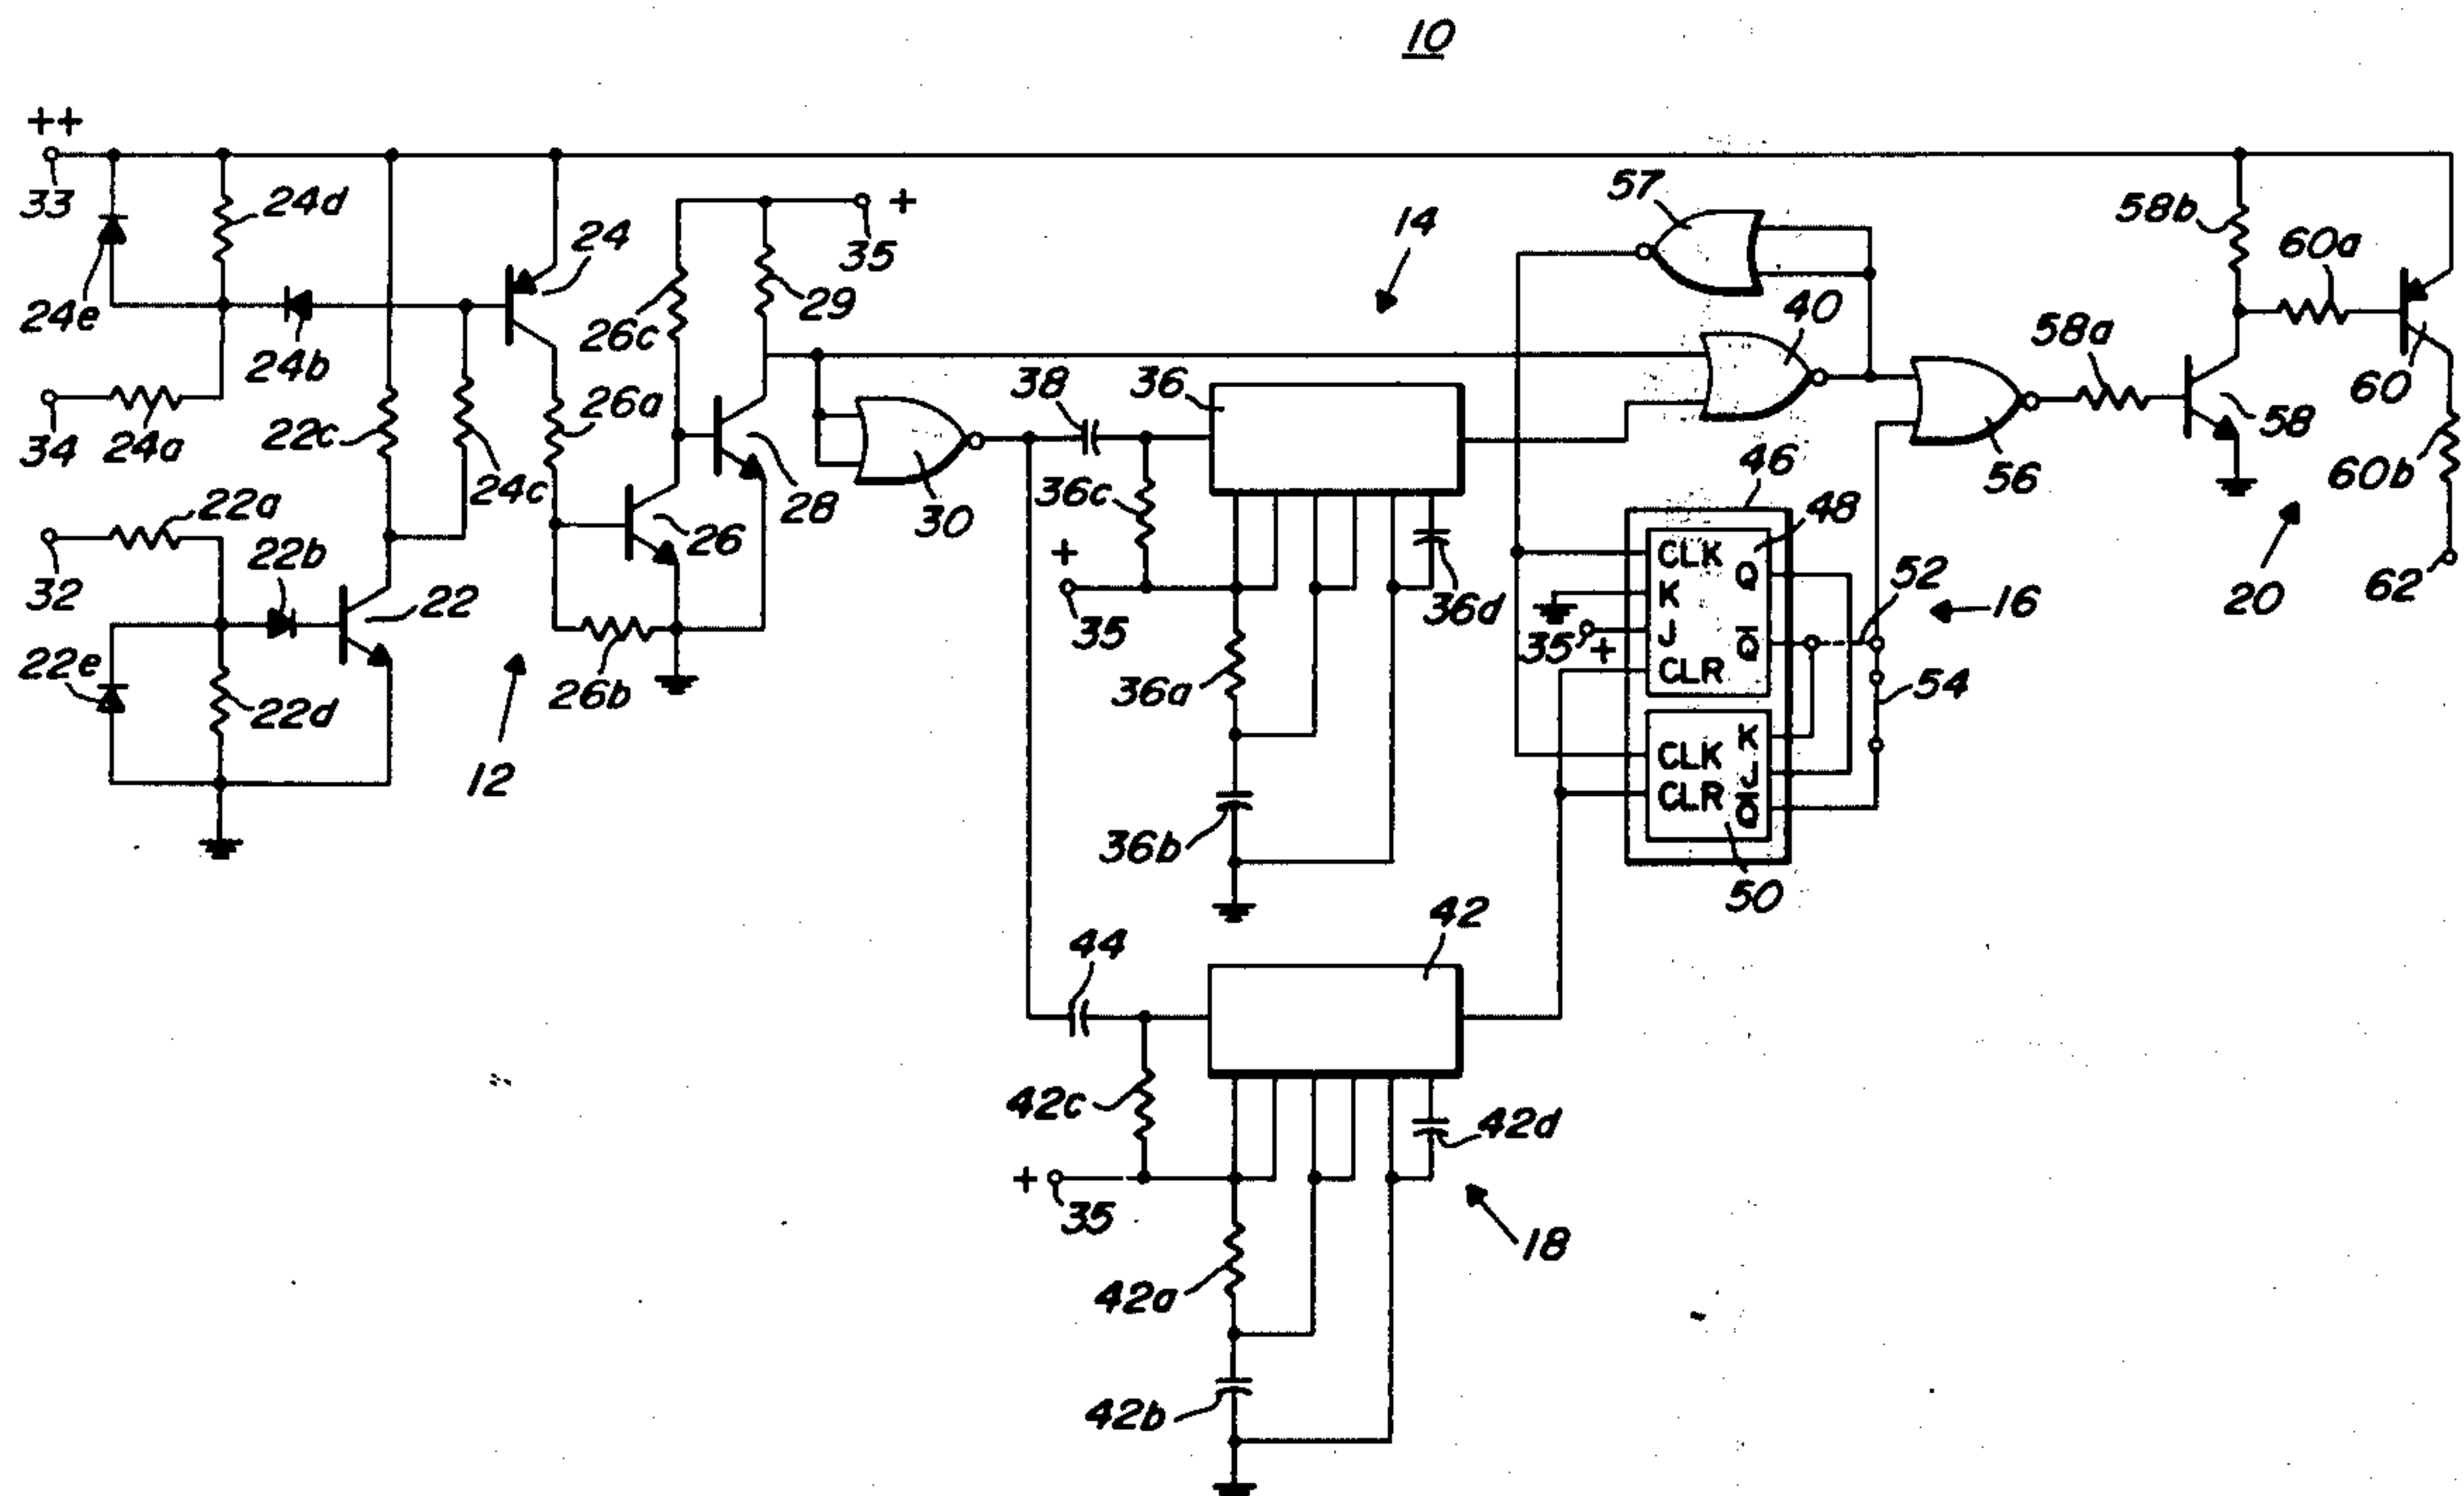 10
++
33
24d
24
+
35
57
14
58b
60a
24e
24b
26c
29
40
58a
34
24a
22c
26a
38
36
60
58
22a
24c
28
30
36c
46
48
56
60b
32
22b
22
26
+
35
36d
CLK
Q
K
J
35
+
Q̅
CLR
52
16
20
62
22e
22d
12
26b
36a
54
CLK
K
J
CLR
Q̅
36b
50
42
44
42c
42d
+
35
18
42a
42b